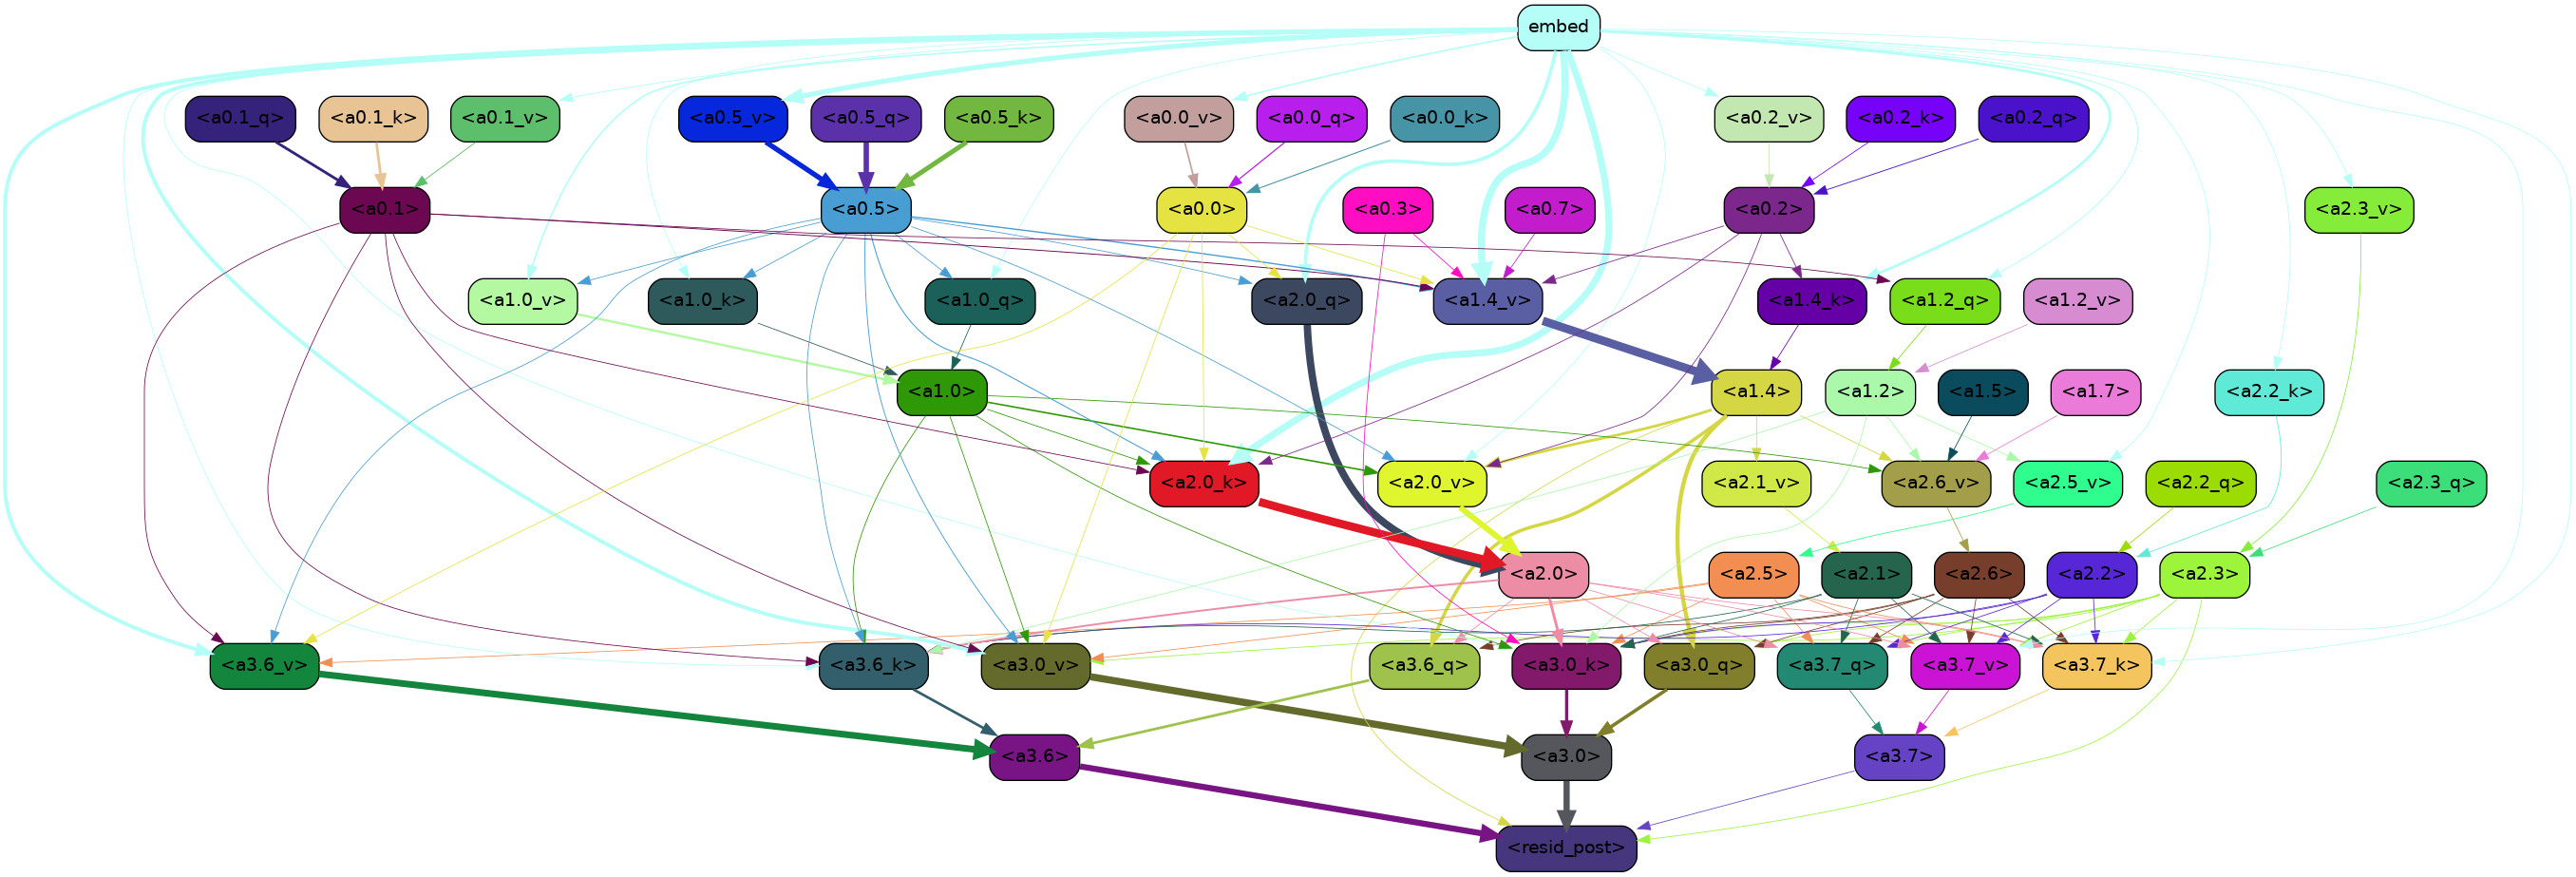 embed
<a0.1_q> <a0.1_k> <a0.1_v> <a0.5_v> <a0.5_q> <a0.5_k> <a0.0_v> <a0.0_q> <a0.0_k> <a0.2_v> <a0.2_k> <a0.2_q>
<a0.1> <a0.5> <a0.0> <a0.3> <a0.7> <a0.2> <a2.3_v>
<a1.0_v> <a1.0_k> <a1.0_q> <a2.0_q> <a1.4_v> <a1.4_k> <a1.2_q> <a1.2_v>
<a1.0> <a1.4> <a1.2> <a1.5> <a1.7> <a2.2_k>
<a2.0_k> <a2.0_v> <a2.1_v> <a2.6_v> <a2.5_v> <a2.2_q> <a2.3_q>
<a2.0> <a2.5> <a2.1> <a2.6> <a2.2> <a2.3>
<a3.6_v> <a3.6_k> <a3.0_v> <a3.6_q> <a3.0_k> <a3.0_q> <a3.7_q> <a3.7_v> <a3.7_k>
<a3.6> <a3.0> <a3.7>
<resid_post>